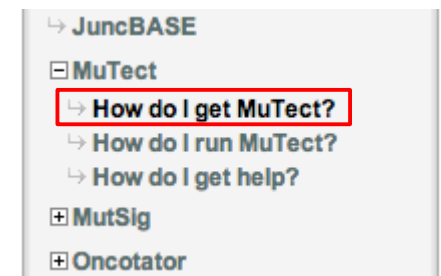 JuncBASE
MuTect
How do I get MuTect?
How do I run MuTect?
How do I get help?
MutSig
Oncotator